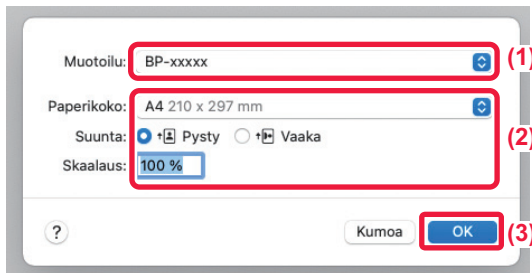 Muotoilu: BP-xxxxx (1)
Paperikoko: A4 210 x 297 mm
Suunta: Pysty Vaaka (2)
Skaalaus: 100 %
? Kumoa OK (3)